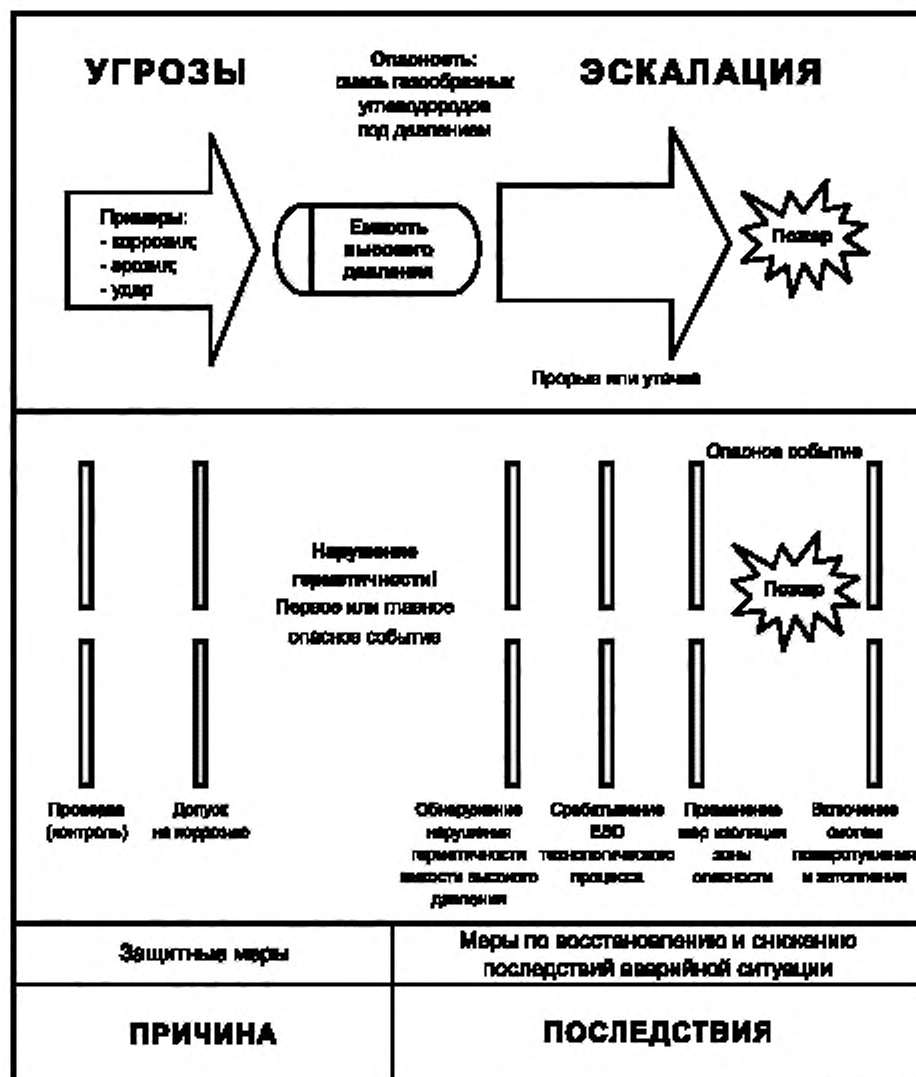 УГРОЗЫ
Опасность:
смесь газообразных
углеводородов
под давлением
ЭСКАЛАЦИЯ
Примеры:
- коррозия;
- эрозия;
- удар
Емкость
высокого
давления
Пожар
Прорыв или утечка
Опасное событие
Нарушение
герметичности!
Первое или главное
опасное событие
Пожар
Проверка
(контроль)
Допуск
на коррозию
Обнаружение
нарушения
герметичности
емкости высокого
давления
Срабатывание
ESD
технологического
процесса
Применение
мер изоляции
зоны
опасности
Включение
систем
пожаротушения
и затопления
Защитные меры
Меры по восстановлению и снижению
последствий аварийной ситуации
ПРИЧИНА
ПОСЛЕДСТВИЯ